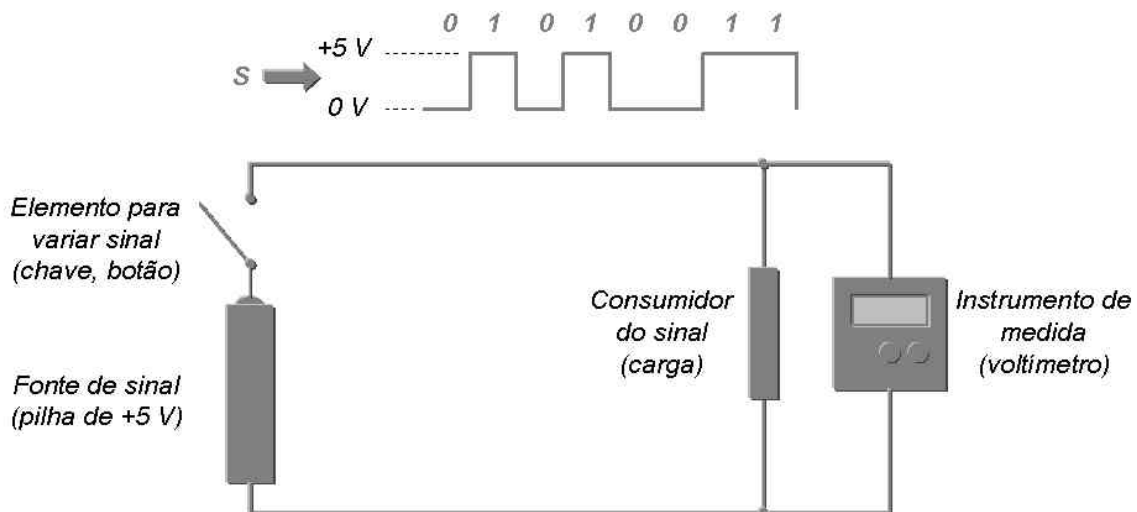 0 1 0 1 0 0 1 1
+5 V
S
0 V
Elemento para
variar sinal
(chave, botão)
Consumidor
do sinal
(carga)
Instrumento de
medida
(voltímetro)
Fonte de sinal
(pilha de +5 V)